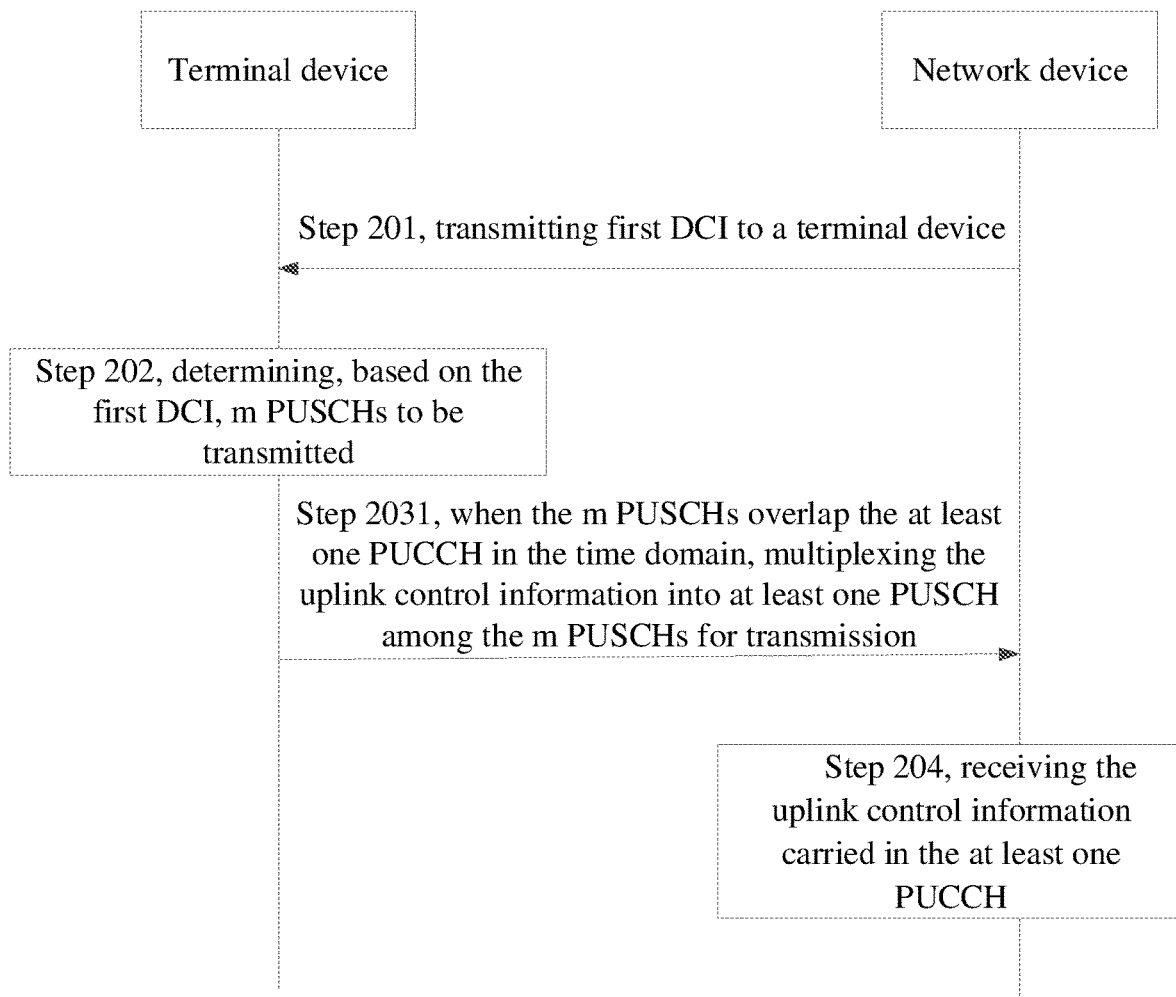 Terminal device
Network device
Step 201, transmitting first DCI to a terminal device
Step 202, determining, based on the
first DCI, m PUSCHs to be
transmitted
Step 2031, when the m PUSCHs overlap the at least
one PUCCH in the time domain, multiplexing the
uplink control information into at least one PUSCH
among the m PUSCHs for transmission
Step 204, receiving the
uplink control information
carried in the at least one
PUCCH